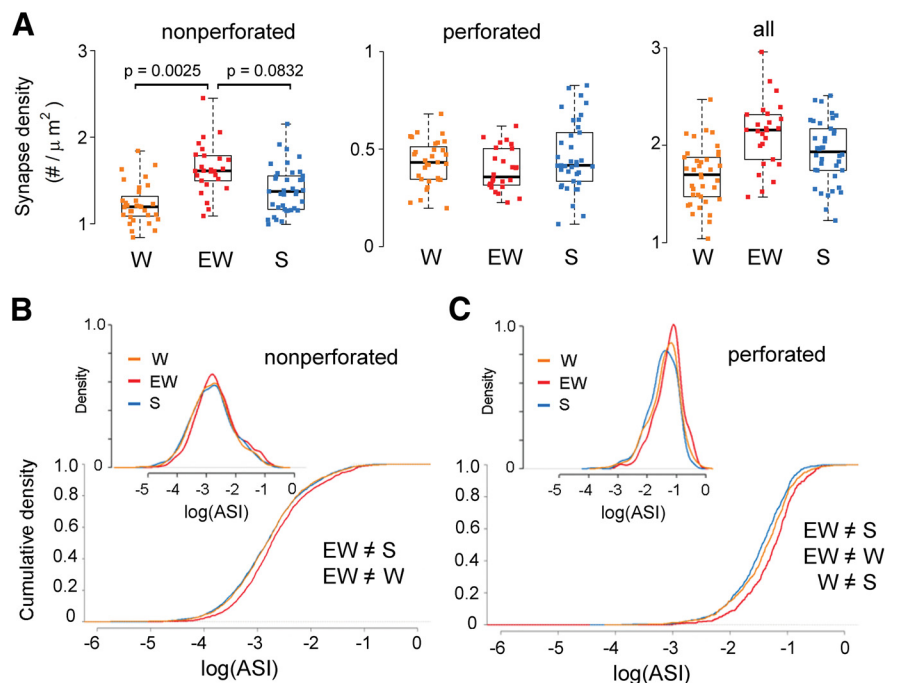 A
nonperforated
perforated
all
Synapse density
(# / μm²)
3
2
1
p = 0.0025
p = 0.0832
W
EW
S
1
0.5
0
W
EW
S
3
2
1
W
EW
S
B
nonperforated
1.0
Density
0
W
EW
S
-5 -4 -3 -2 -1 0
log(ASI)
Cumulative density
1.0
0.8
0.6
0.4
0.2
0
EW ≠ S
EW ≠ W
-6 -5 -4 -3 -2 -1 0
log(ASI)
C
perforated
1.0
Density
0
W
EW
S
-5 -4 -3 -2 -1 0
log(ASI)
1.0
0.8
0.6
0.4
0.2
0
EW ≠ S
EW ≠ W
W ≠ S
-6 -5 -4 -3 -2 -1 0
log(ASI)